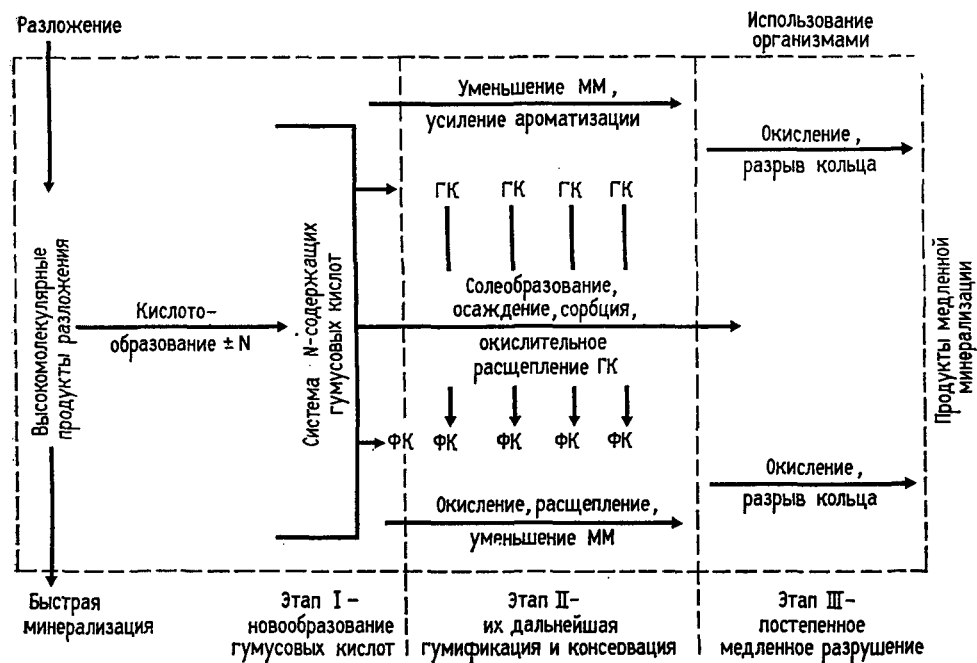 Разложение
Использование
организмами
Уменьшение ММ,
усиление ароматизации
Окисление,
разрыв кольца
ГК ГК ГК ГК
Высокомолекулярные
продукты разложения
Кислото-
образование ± N
Система N-содержащих
гумусовых кислот
Солеобразование,
осаждение, сорбция,
окислительное
расщепление ГК
Продукты медленной
минерализации
ФК ФК ФК ФК ФК
Окисление,
разрыв кольца
Окисление, расщепление,
уменьшение ММ
Быстрая
минерализация
Этап I –
новообразование
гумусовых кислот
Этап II–
их дальнейшая
гумификация и консервация
Этап III–
постепенное
медленное разрушение